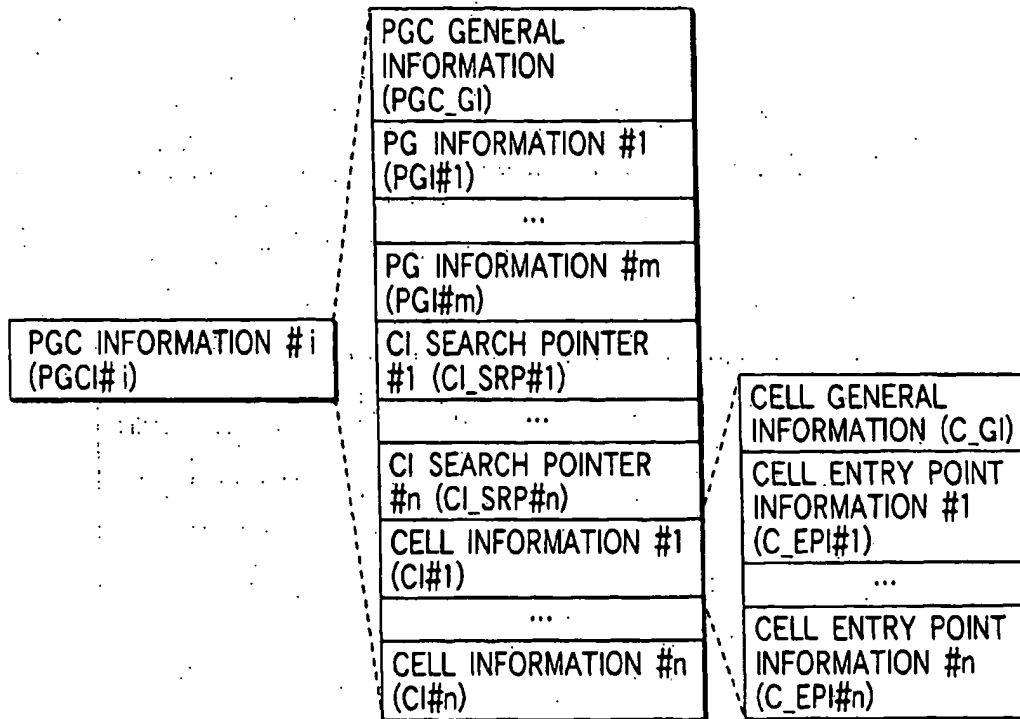 PGC INFORMATION #i
(PGCI#i)
PGC GENERAL
INFORMATION
(PGC_GI)
PG INFORMATION #1
(PGI#1)
...
PG INFORMATION #m
(PGI#m)
CI SEARCH POINTER
#1 (CI_SRP#1)
...
CI SEARCH POINTER
#n (CI_SRP#n)
CELL INFORMATION #1
(CI#1)
...
CELL INFORMATION #n
(CI#n)
CELL GENERAL
INFORMATION (C_GI)
CELL ENTRY POINT
INFORMATION #1
(C_EPI#1)
...
CELL ENTRY POINT
INFORMATION #n
(C_EPI#n)